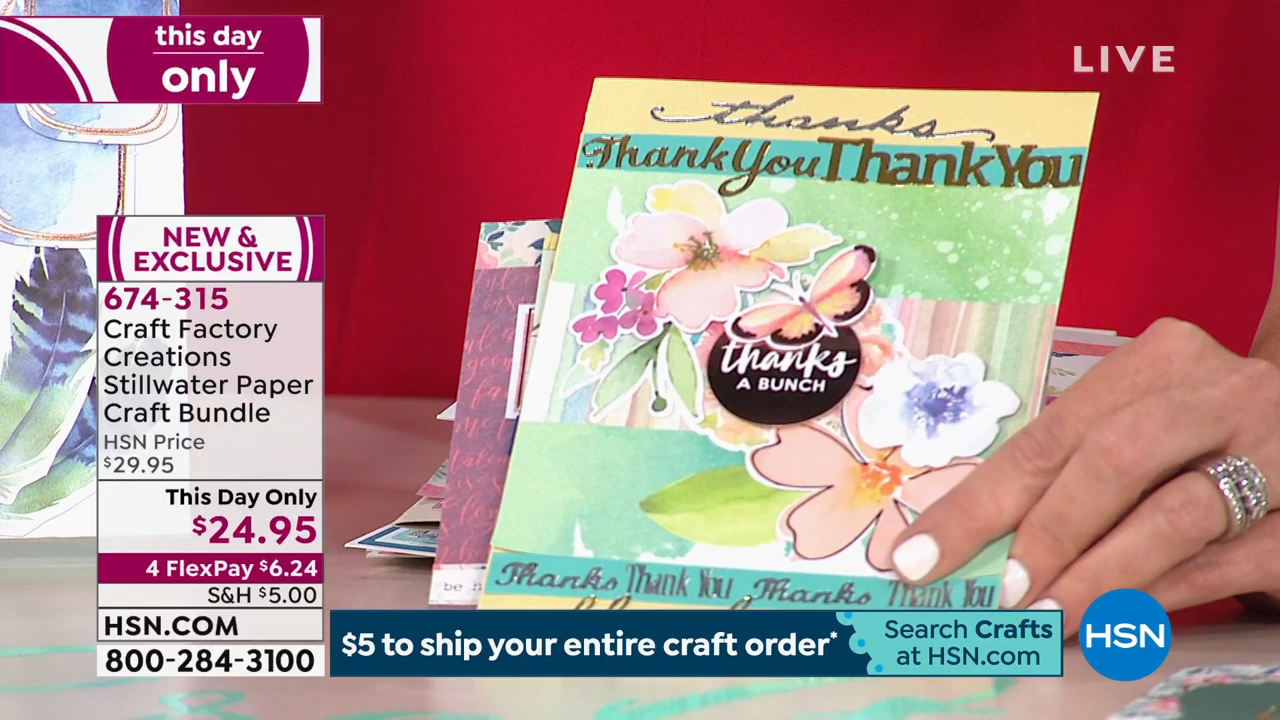 this day
only
LIVE
NEW &
EXCLUSIVE
674-315
Craft Factory
Creations
Stillwater Paper
Craft Bundle
HSN Price
$29.95
This Day Only
$24.95
4 FlexPay $6.24
S&H $5.00
HSN.COM
800-284-3100
thanks
Thank You Thank You
thanks
A BUNCH
Thanks Thank You Thanks Thank You
be
$5 to ship your entire craft order*
Search Crafts
at HSN.com
HSN